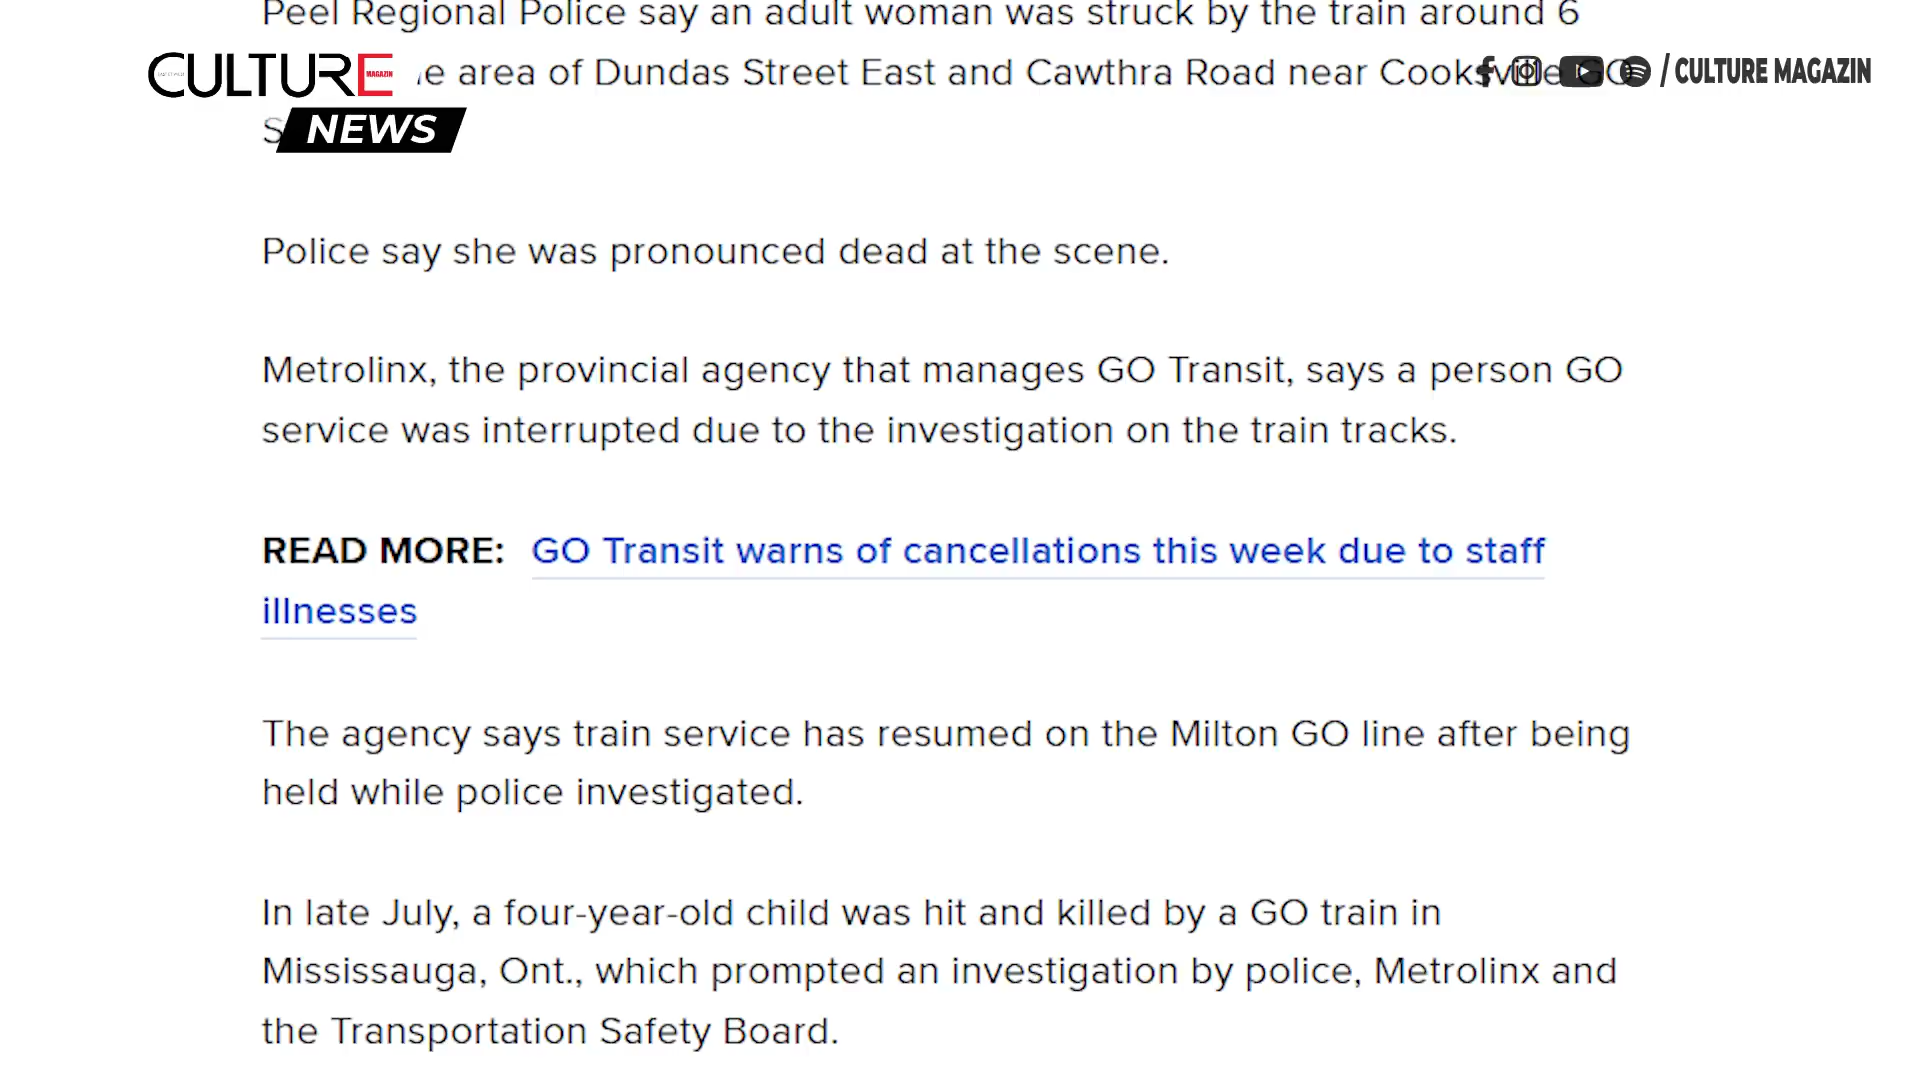 Peel Regional Police say an adult woman was struck by the train around 6
CULTURE MAGAZIN
e area of Dundas Street East and Cawthra Road near Cooksville GO
/ CULTURE MAGAZIN
S
NEWS
Police say she was pronounced dead at the scene.
Metrolinx, the provincial agency that manages GO Transit, says a person GO
service was interrupted due to the investigation on the train tracks.
READ MORE: GO Transit warns of cancellations this week due to staff
illnesses
The agency says train service has resumed on the Milton GO line after being
held while police investigated.
In late July, a four-year-old child was hit and killed by a GO train in
Mississauga, Ont., which prompted an investigation by police, Metrolinx and
the Transportation Safety Board.